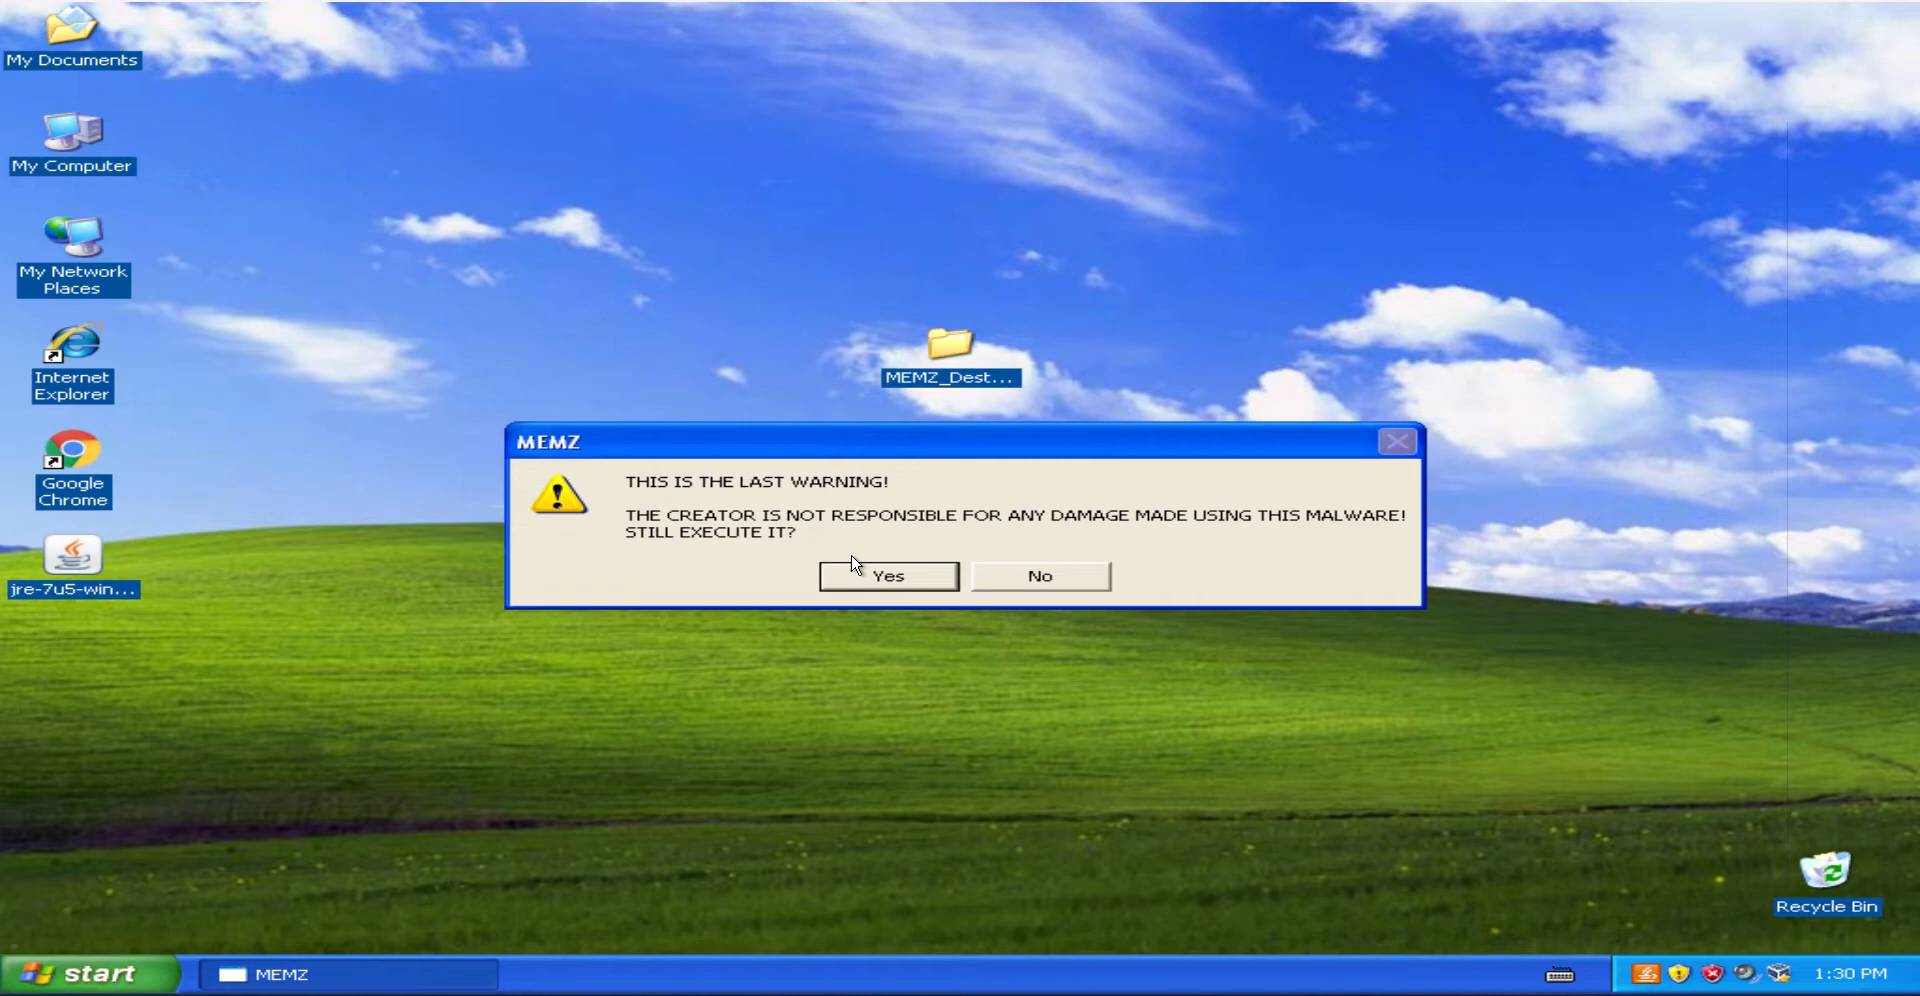 My Documents
My Computer
My Network
Places
Internet
Explorer
Google
Chrome
jre-7u5-win...
MEMZ_Dest...
MEMZ
THIS IS THE LAST WARNING!
THE CREATOR IS NOT RESPONSIBLE FOR ANY DAMAGE MADE USING THIS MALWARE!
STILL EXECUTE IT?
Yes
No
Recycle Bin
start
MEMZ
1:30 PM